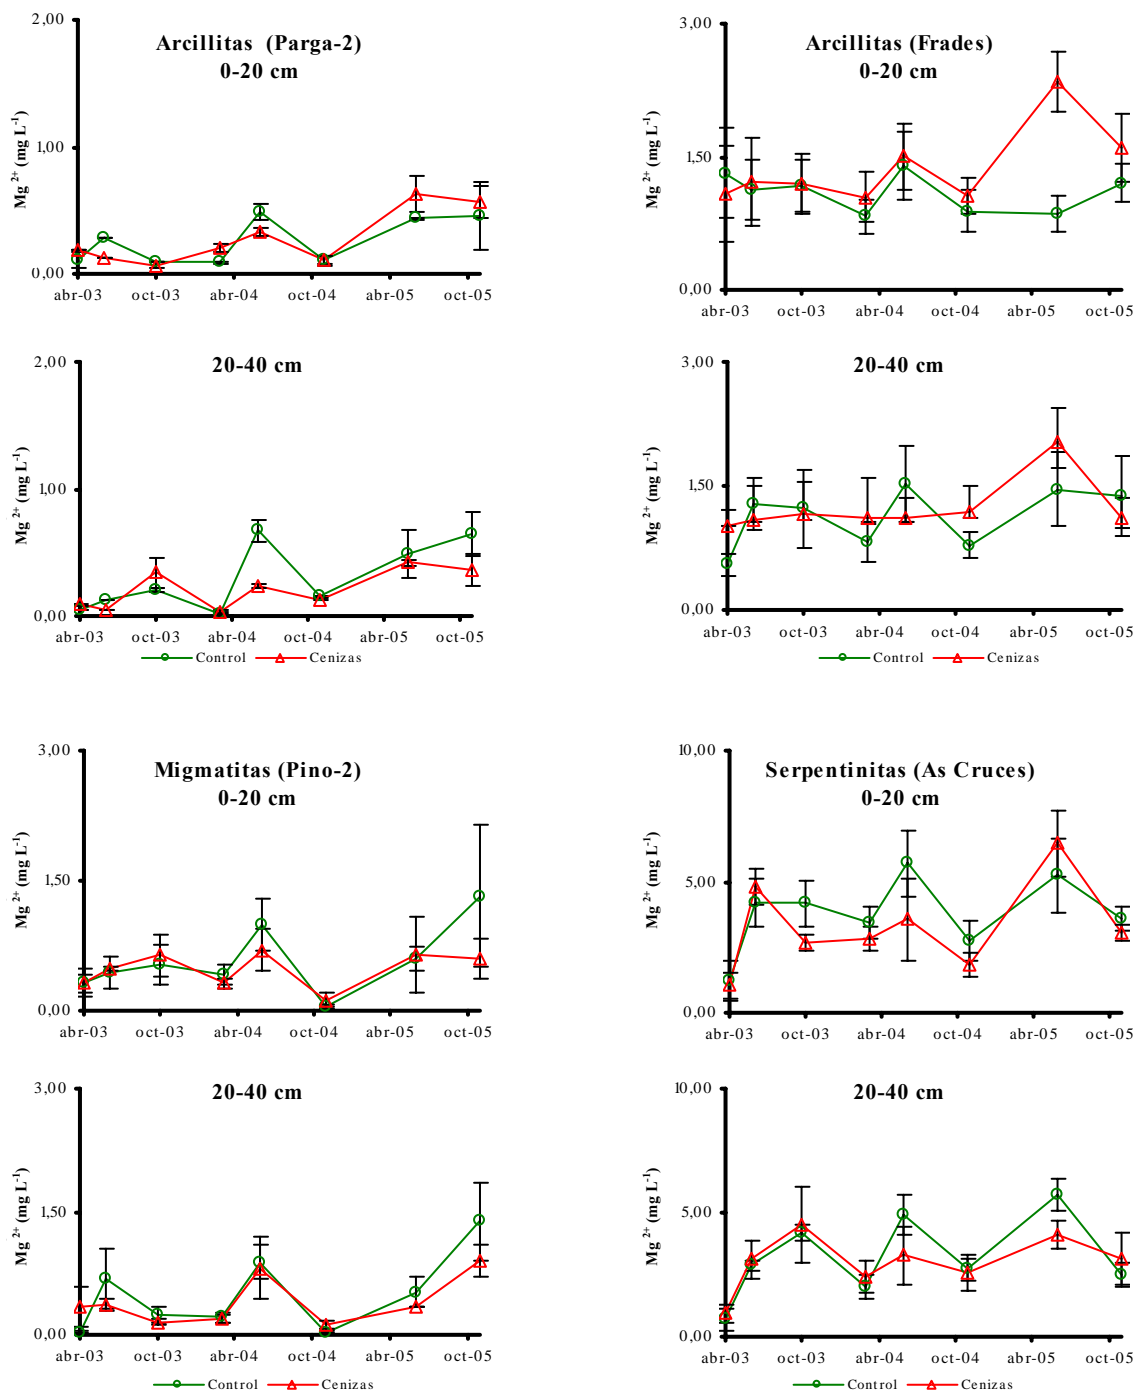 Arcillitas (Parga-2)
0-20 cm
Mg 2+ (mg L-1)
2,00
1,00
0,00
abr-03 oct-03 abr-04 oct-04 abr-05 oct-05
Arcillitas (Frades)
0-20 cm
Mg 2+ (mg L-1)
3,00
1,50
0,00
abr-03 oct-03 abr-04 oct-04 abr-05 oct-05
20-40 cm
Mg 2+ (mg L-1)
2,00
1,00
0,00
abr-03 oct-03 abr-04 oct-04 abr-05 oct-05
Control Cenizas
20-40 cm
Mg 2+ (mg L-1)
3,00
1,50
0,00
abr-03 oct-03 abr-04 oct-04 abr-05 oct-05
Control Cenizas
Migmatitas (Pino-2)
0-20 cm
Mg 2+ (mg L-1)
3,00
1,50
0,00
abr-03 oct-03 abr-04 oct-04 abr-05 oct-05
Serpentinitas (As Cruces)
0-20 cm
Mg 2+ (mg L-1)
10,00
5,00
0,00
abr-03 oct-03 abr-04 oct-04 abr-05 oct-05
20-40 cm
Mg 2+ (mg L-1)
3,00
1,50
0,00
abr-03 oct-03 abr-04 oct-04 abr-05 oct-05
Control Cenizas
20-40 cm
Mg 2+ (mg L-1)
10,00
5,00
0,00
abr-03 oct-03 abr-04 oct-04 abr-05 oct-05
Control Cenizas